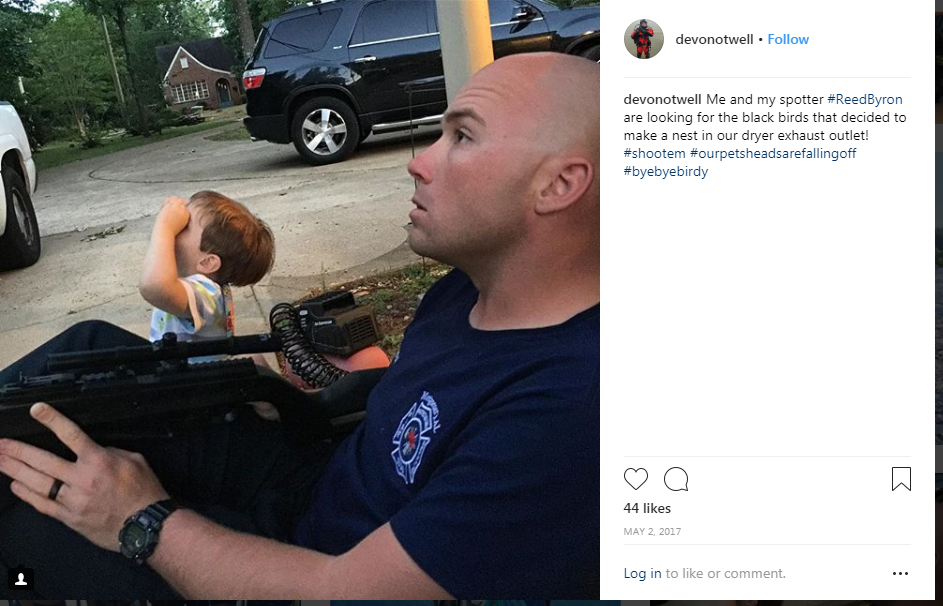 devonotwell • Follow
devonotwell Me and my spotter #ReedByron
are looking for the black birds that decided to
make a nest in our dryer exhaust outlet!
#shootem #ourpetsheadsarefallingoff
#byebyebirdy
44 likes
MAY 2, 2017
Log in to like or comment.